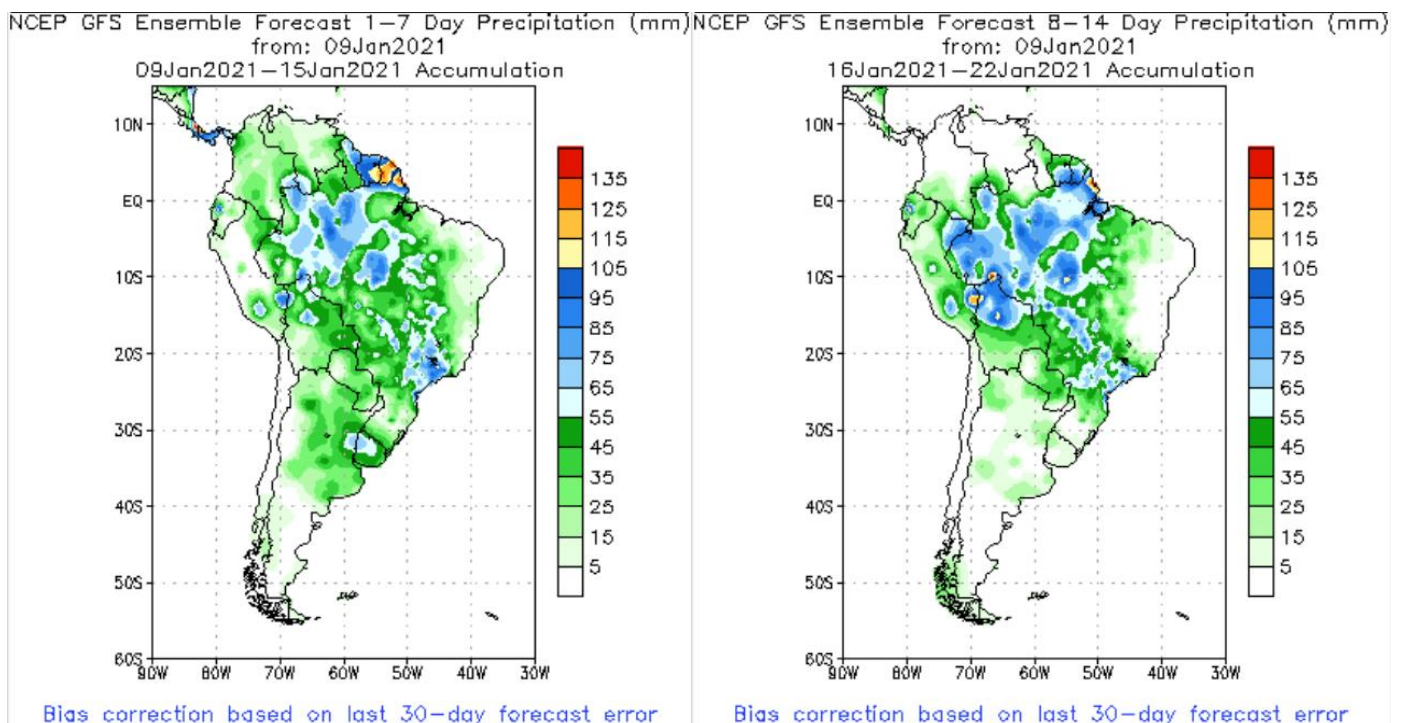 NCEP GFS Ensemble Forecast 1-7 Day Precipitation (mm)
from: 09Jan2021
09Jan2021-15Jan2021 Accumulation
10N
EQ
10S
20S
30S
40S
50S
60S
90W 80W 70W 60W 50W 40W 30W
135
125
115
105
95
85
75
65
55
45
35
25
15
5
Bias correction based on last 30-day forecast error
NCEP GFS Ensemble Forecast 8-14 Day Precipitation (mm)
from: 09Jan2021
16Jan2021-22Jan2021 Accumulation
10N
EQ
10S
20S
30S
40S
50S
60S
90W 80W 70W 60W 50W 40W 30W
135
125
115
105
95
85
75
65
55
45
35
25
15
5
Bias correction based on last 30-day forecast error